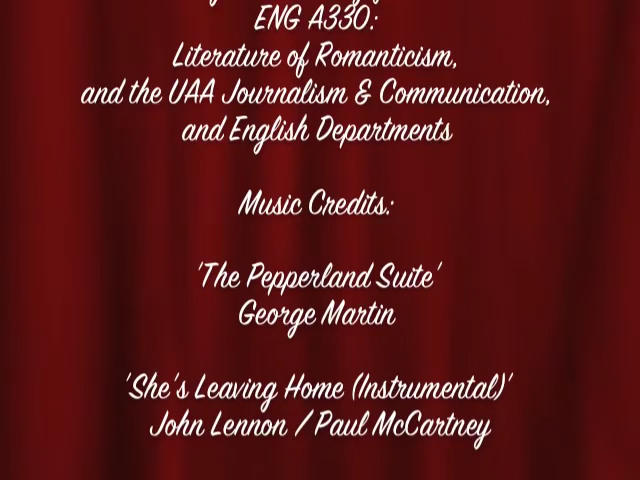 ENG A330:
Literature of Romanticism,
and the UAA Journalism & Communication,
and English Departments
Music Credits:
'The Pepperland Suite'
George Martin
'She's Leaving Home (Instrumental)'
John Lennon / Paul McCartney